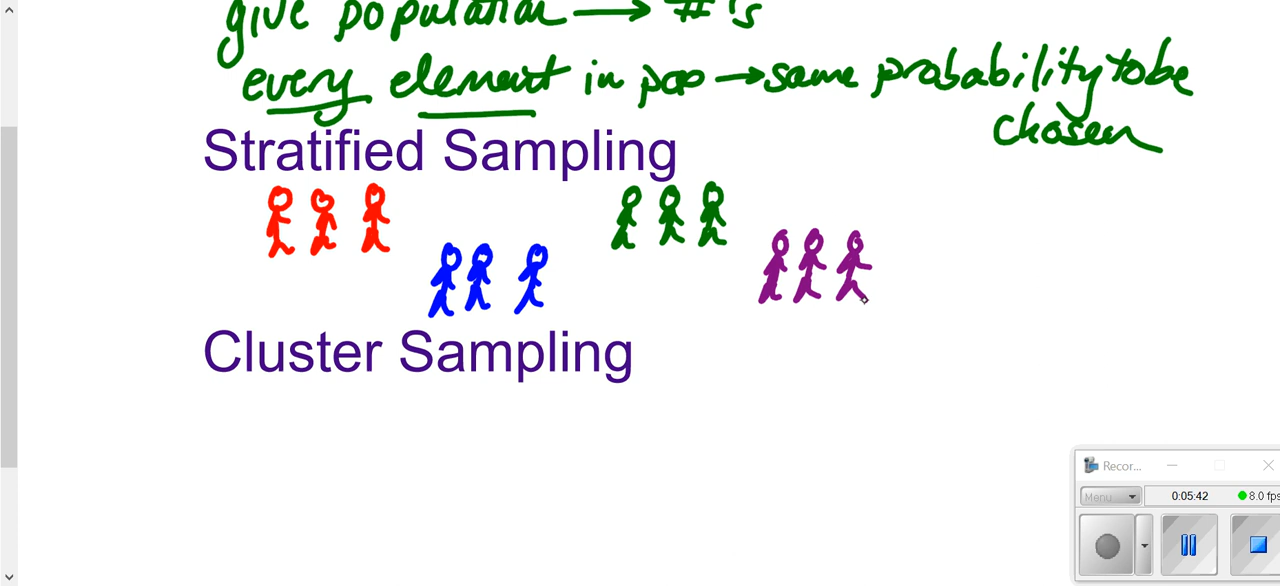 give population → #'s
every element in pop → same probability to be
chosen
Stratified Sampling
Cluster Sampling
Recor...
Menu
0:05:42
8.0 fps